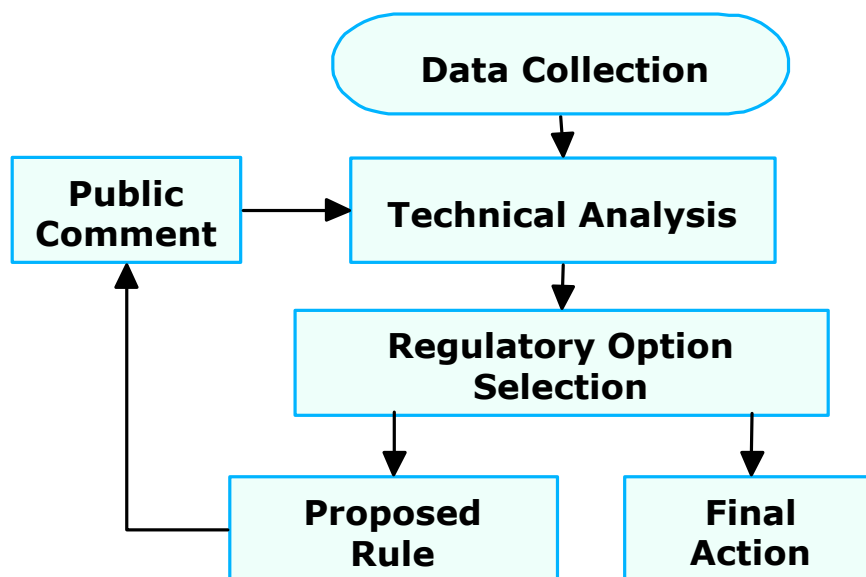 Data Collection
Public
Comment
Technical Analysis
Regulatory Option
Selection
Proposed
Rule
Final
Action